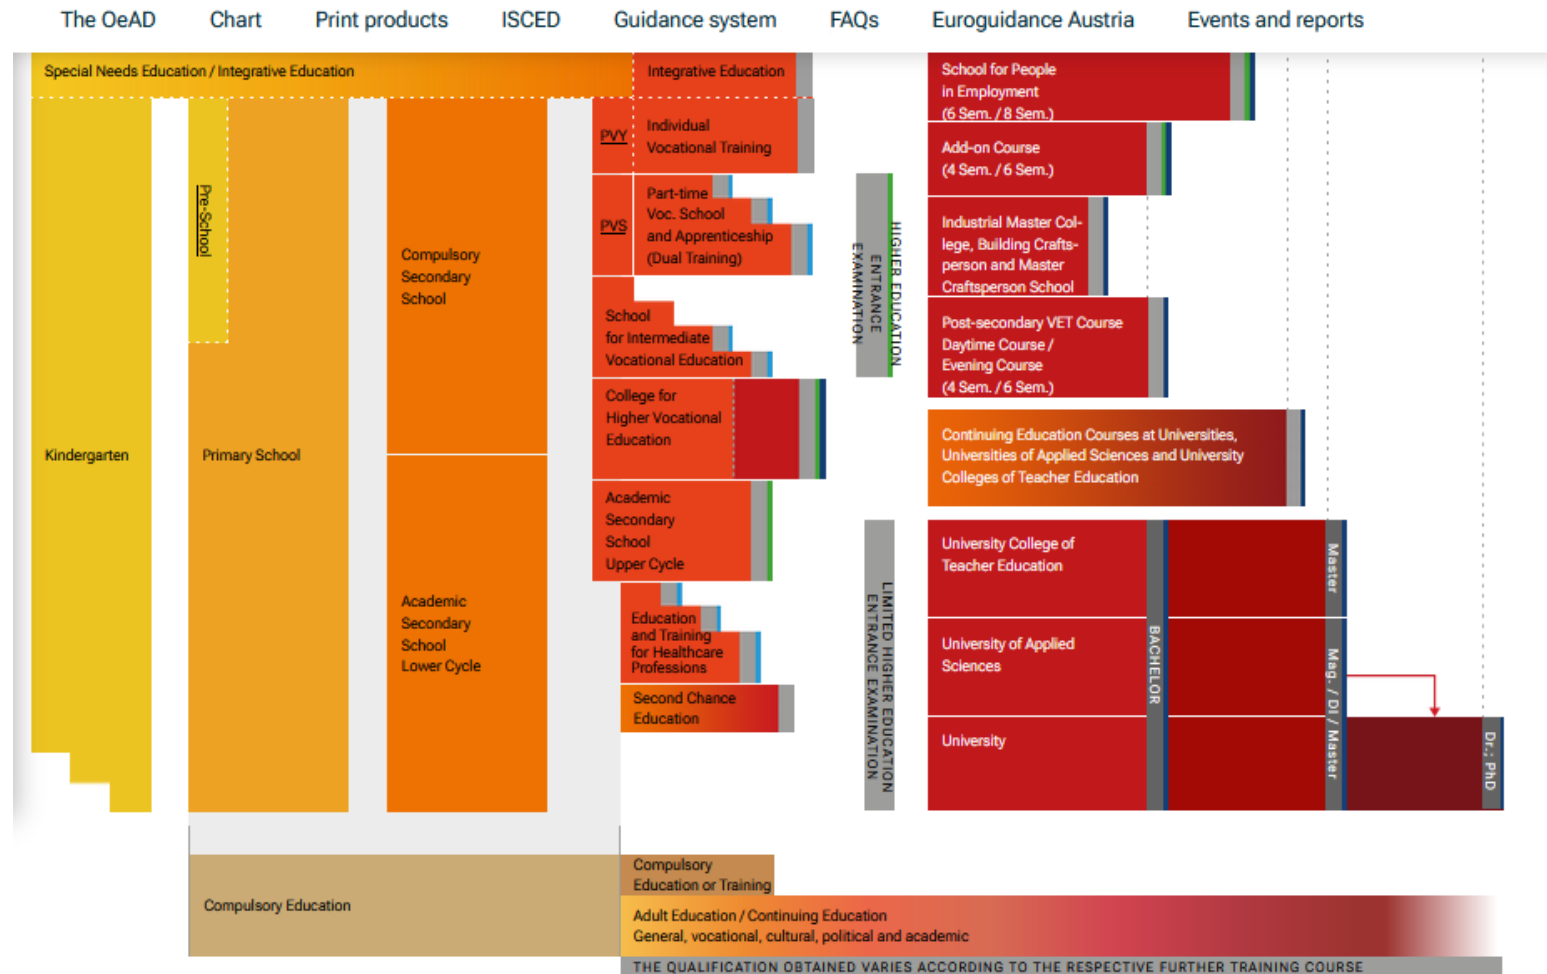 The OeAD
Chart
Print products
ISCED
Guidance system
FAQs
Euroguidance Austria
Events and reports
Special Needs Education / Integrative Education
Integrative Education
Kindergarten
Pre-School
Primary School
Compulsory
Secondary
School
Academic
Secondary
School
Lower Cycle
PVY
Individual
Vocational Training
PVS
Part-time
Voc. School
and Apprenticeship
(Dual Training)
School
for Intermediate
Vocational Education
College for
Higher Vocational
Education
Academic
Secondary
School
Upper Cycle
Education
and Training
for Healthcare
Professions
Second Chance
Education
HIGHER EDUCATION
ENTRANCE
EXAMINATION
LIMITED HIGHER EDUCATION
ENTRANCE EXAMINATION
School for People
in Employment
(6 Sem. / 8 Sem.)
Add-on Course
(4 Sem. / 6 Sem.)
Industrial Master Col-
lege, Building Crafts-
person and Master
Craftsperson School
Post-secondary VET Course
Daytime Course /
Evening Course
(4 Sem. / 6 Sem.)
Continuing Education Courses at Universities,
Universities of Applied Sciences and University
Colleges of Teacher Education
University College of
Teacher Education
University of Applied
Sciences
University
BACHELOR
Master
Mag. / DI / Master
Dr.; PhD
Compulsory Education
Compulsory
Education or Training
Adult Education / Continuing Education
General, vocational, cultural, political and academic
THE QUALIFICATION OBTAINED VARIES ACCORDING TO THE RESPECTIVE FURTHER TRAINING COURSE